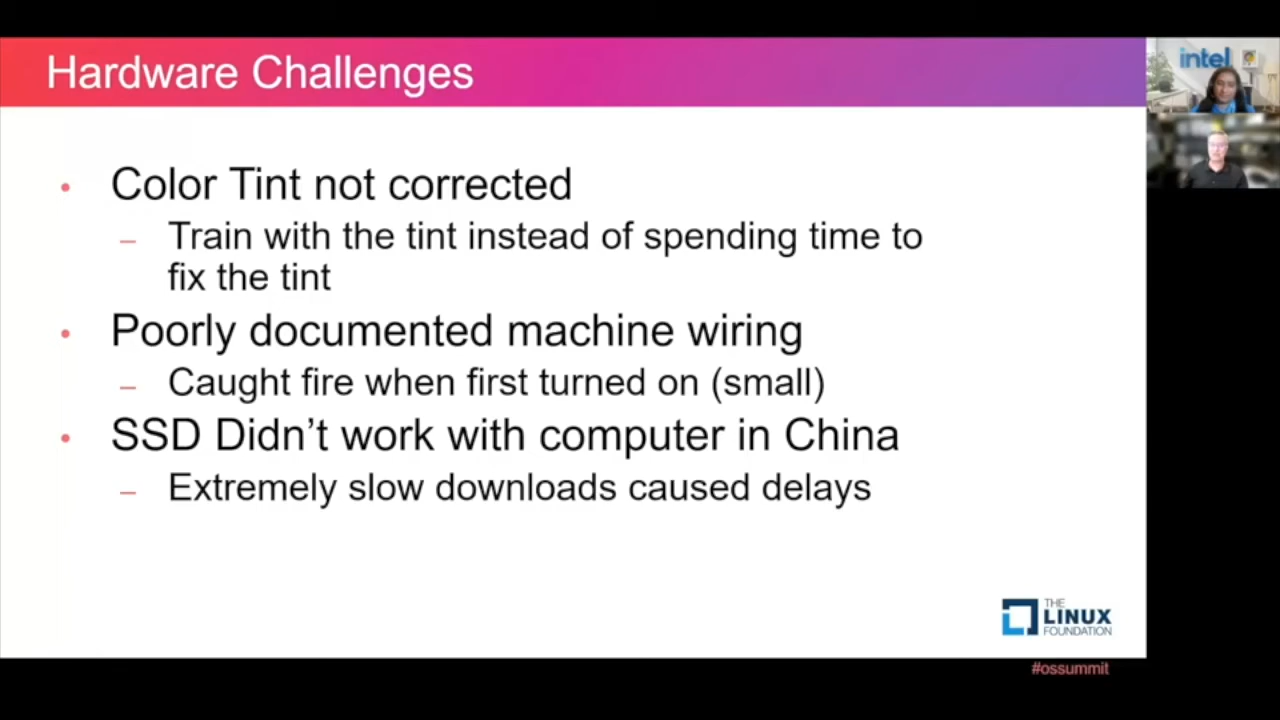 Hardware Challenges
intel
• Color Tint not corrected
– Train with the tint instead of spending time to
fix the tint
• Poorly documented machine wiring
– Caught fire when first turned on (small)
• SSD Didn’t work with computer in China
– Extremely slow downloads caused delays
THE
LINUX
FOUNDATION
#ossummit